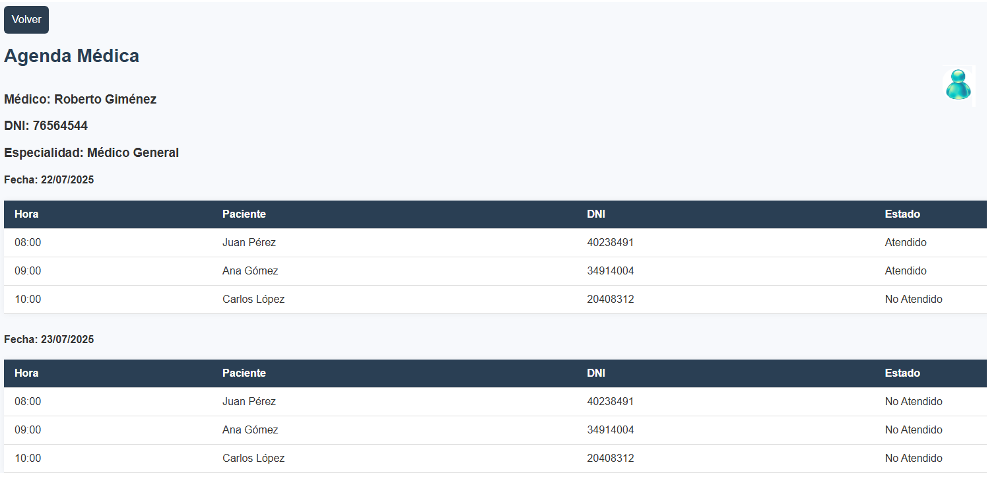 Volver
Agenda Médica
Médico: Roberto Giménez
DNI: 76564544
Especialidad: Médico General
Fecha: 22/07/2025
Hora Paciente DNI Estado
08:00 Juan Pérez 40238491 Atendido
09:00 Ana Gómez 34914004 Atendido
10:00 Carlos López 20408312 No Atendido
Fecha: 23/07/2025
Hora Paciente DNI Estado
08:00 Juan Pérez 40238491 No Atendido
09:00 Ana Gómez 34914004 No Atendido
10:00 Carlos López 20408312 No Atendido